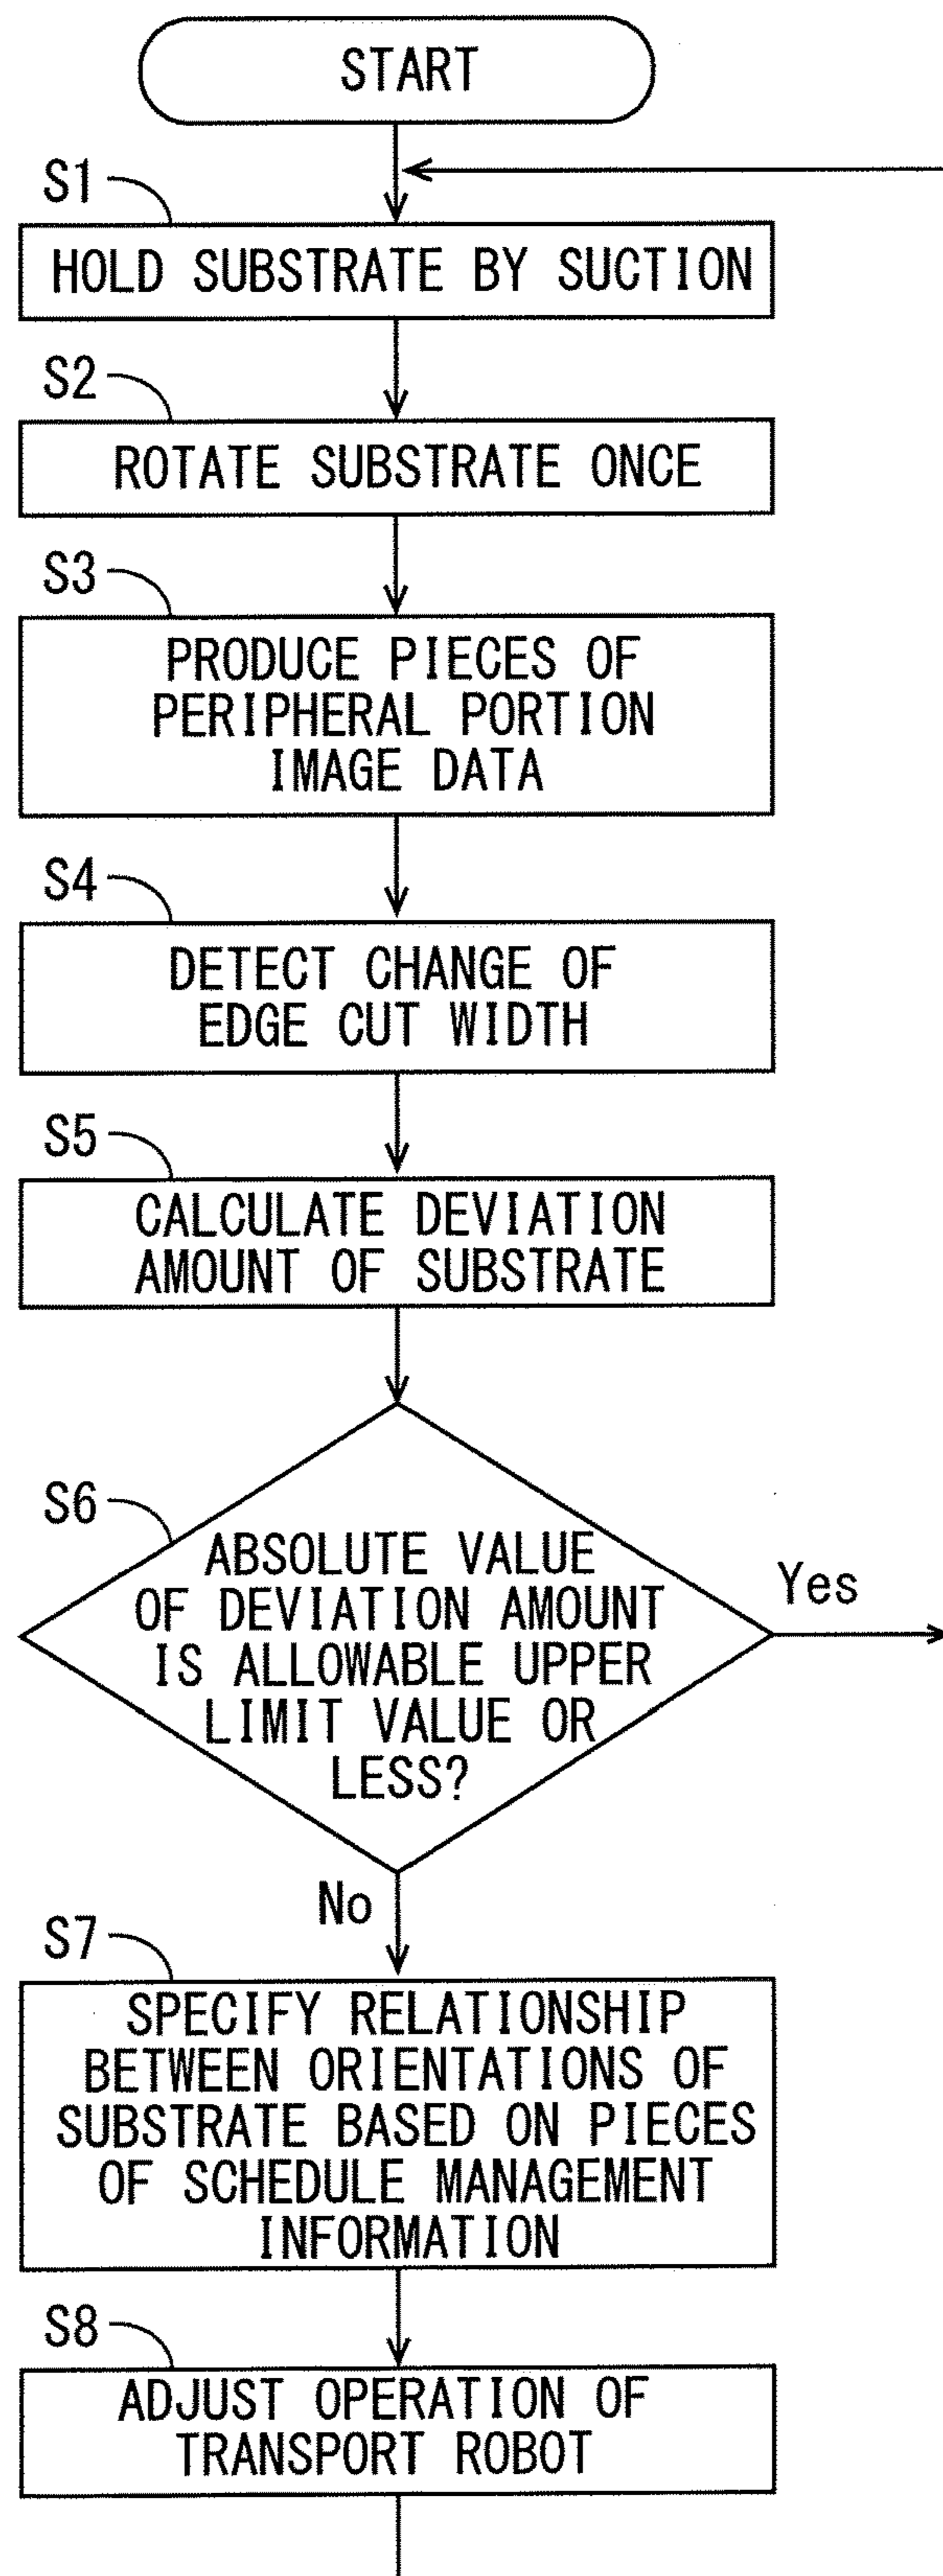 START
S1
HOLD SUBSTRATE BY SUCTION
S2
ROTATE SUBSTRATE ONCE
S3
PRODUCE PIECES OF
PERIPHERAL PORTION
IMAGE DATA
S4
DETECT CHANGE OF
EDGE CUT WIDTH
S5
CALCULATE DEVIATION
AMOUNT OF SUBSTRATE
S6
ABSOLUTE VALUE
OF DEVIATION AMOUNT
IS ALLOWABLE UPPER
LIMIT VALUE OR
LESS?
Yes
No
S7
SPECIFY RELATIONSHIP
BETWEEN ORIENTATIONS OF
SUBSTRATE BASED ON PIECES
OF SCHEDULE MANAGEMENT
INFORMATION
S8
ADJUST OPERATION OF
TRANSPORT ROBOT